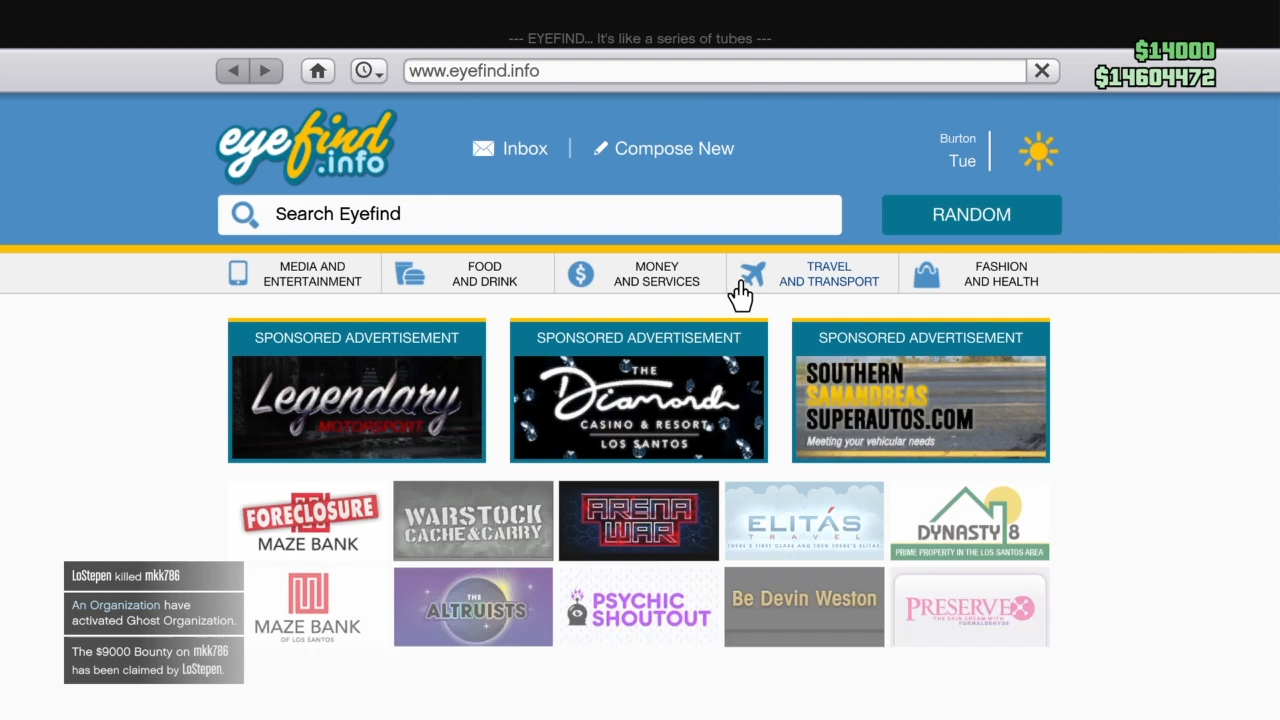 --- EYEFIND... It's like a series of tubes ---
$14000
www.eyefind.info
$14604472
eyefind
.info
Inbox
Compose New
Burton
Tue
Search Eyefind
RANDOM
MEDIA AND
ENTERTAINMENT
FOOD
AND DRINK
MONEY
AND SERVICES
TRAVEL
AND TRANSPORT
FASHION
AND HEALTH
SPONSORED ADVERTISEMENT
Legendary
MOTORSPORT
SPONSORED ADVERTISEMENT
THE
Diamond
CASINO & RESORT
LOS SANTOS
SPONSORED ADVERTISEMENT
SOUTHERN
SANANDREAS
SUPERAUTOS.COM
Meeting your vehicular needs
FORECLOSURE
MAZE BANK
WARSTOCK
CACHE&CARRY
ARENA
WAR
ELITÁS
TRAVEL
THERE'S FIRST CLASS AND THEN THERE'S ELITÁS
DYNASTY 8
PRIME PROPERTY IN THE LOS SANTOS AREA
MAZE BANK
OF LOS SANTOS
THE
ALTRUISTS
PSYCHIC
SHOUTOUT
Be Devin Weston
PRESERVEX
THE SKIN CREAM WITH
FORMALDEHYDE
LoStepen killed mkk786
An Organization have
activated Ghost Organization.
The $9000 Bounty on mkk786
has been claimed by LoStepen.